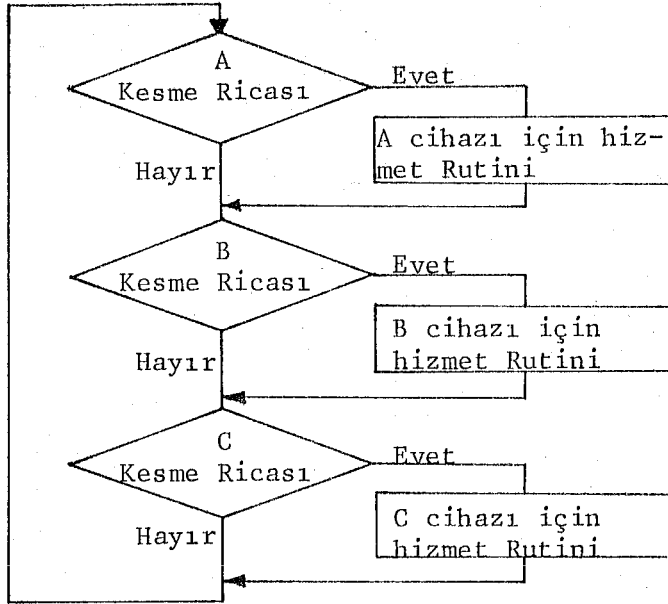 A
Kesme Ricası
Evet
A cihazı için hiz-
met Rutini
Hayır
B
Kesme Ricası
Evet
B cihazı için
hizmet Rutini
Hayır
C
Kesme Ricası
Evet
C cihazı için
hizmet Rutini
Hayır